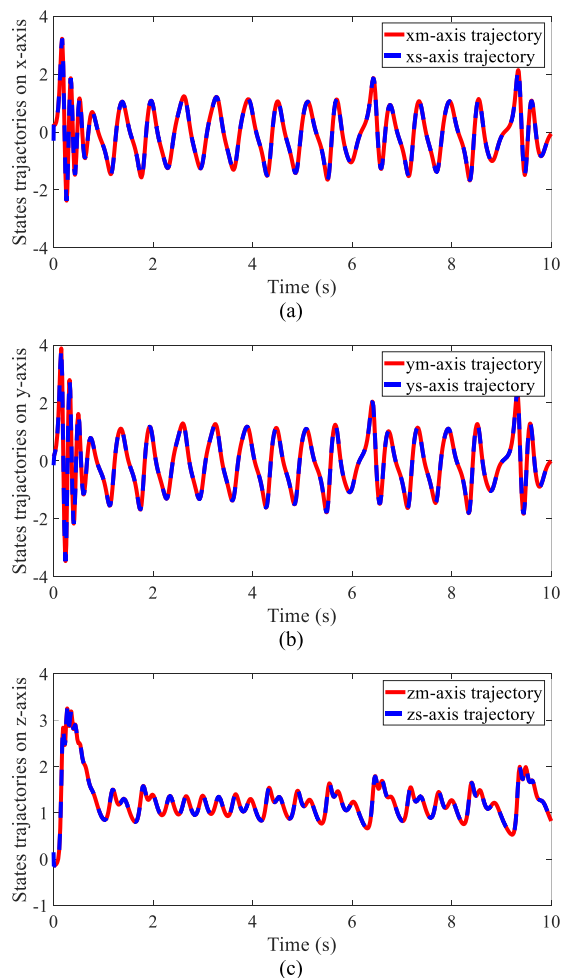 4
2
0
-2
-4
States trajactories on x-axis
xm-axis trajectory
xs-axis trajectory
0
2
4
6
8
10
Time (s)
(a)
4
2
0
-2
-4
States trajactories on y-axis
ym-axis trajectory
ys-axis trajectory
0
2
4
6
8
10
Time (s)
(b)
4
3
2
1
0
-1
States trajactories on z-axis
zm-axis trajectory
zs-axis trajectory
0
2
4
6
8
10
Time (s)
(c)